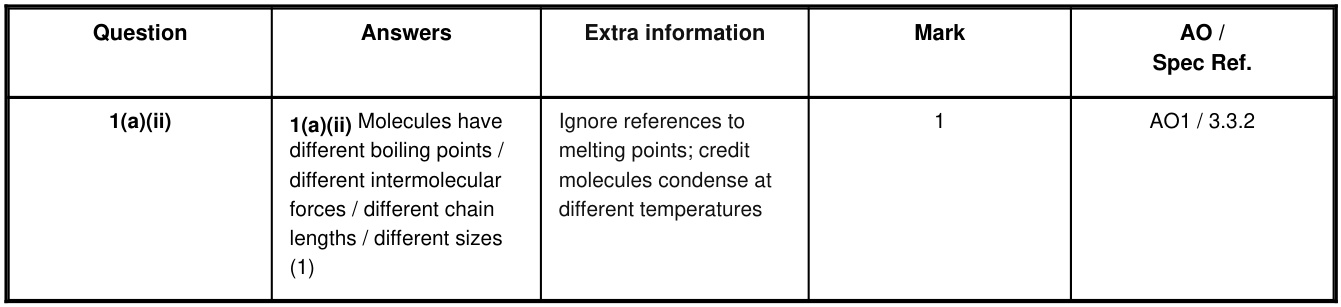 Question Answers Extra information Mark AO /
Spec Ref.
1(a)(ii) 1(a)(ii) Molecules have Ignore references to 1 AO1 / 3.3.2
different boiling points / melting points; credit
different intermolecular molecules condense at
forces / different chain different temperatures
lengths / different sizes
(1)